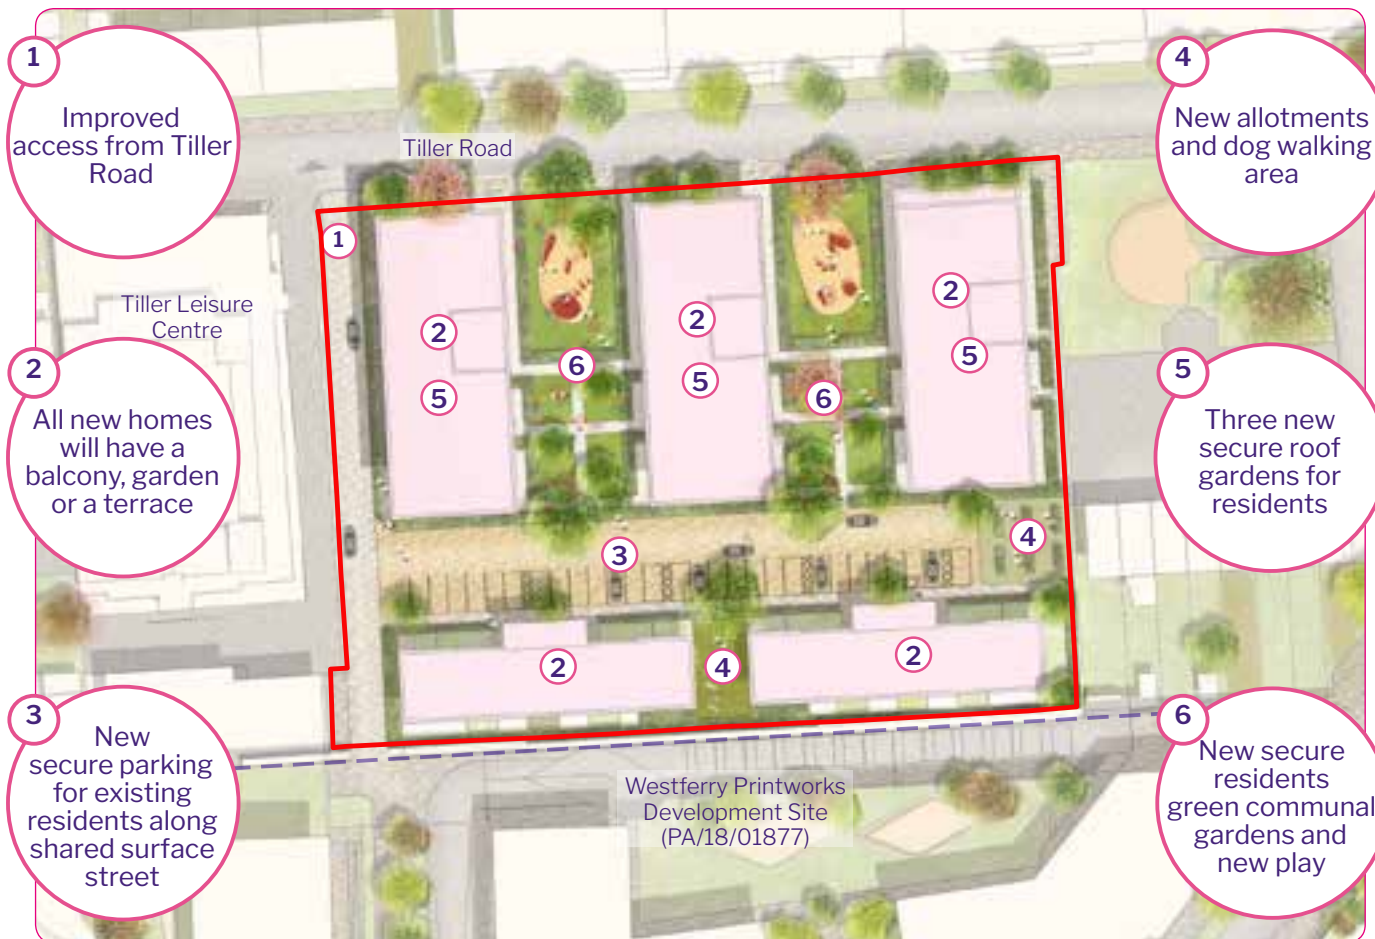 1
Improved
access from Tiller
Road
2
All new homes
will have a
balcony, garden
or a terrace
3
New
secure parking
for existing
residents along
shared surface
street
Tiller Road
Tiller Leisure
Centre
1
2
5
6
2
5
6
2
5
3
4
2
4
2
Westferry Printworks
Development Site
(PA/18/01877)
4
New allotments
and dog walking
area
5
Three new
secure roof
gardens for
residents
6
New secure
residents
green communal
gardens and
new play